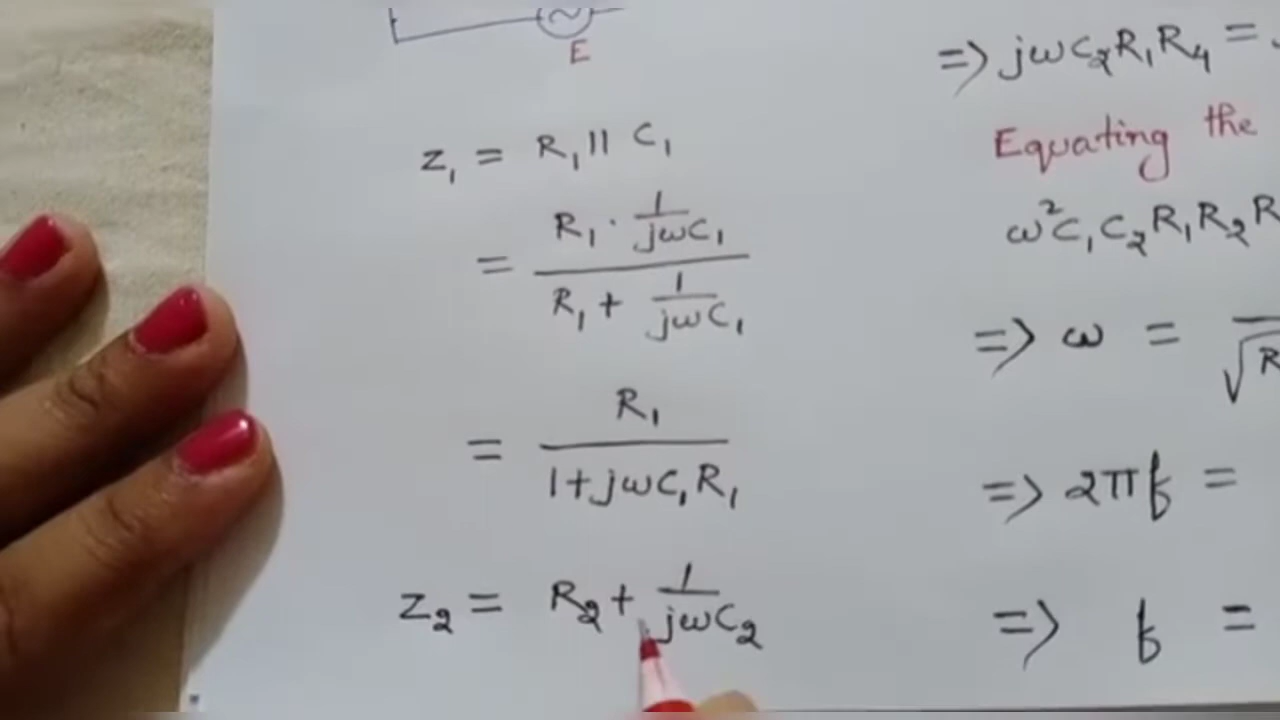 E
Z₁ = R₁ || C₁
= (R₁ · 1/jωC₁) / (R₁ + 1/jωC₁)
= R₁ / (1+jωC₁R₁)
Z₂ = R₂ + 1/jωC₂
=> jωC₂R₁R₄ =
Equating the
ω²C₁C₂R₁R₂R
=> ω = /√R
=> 2πf =
=> f =